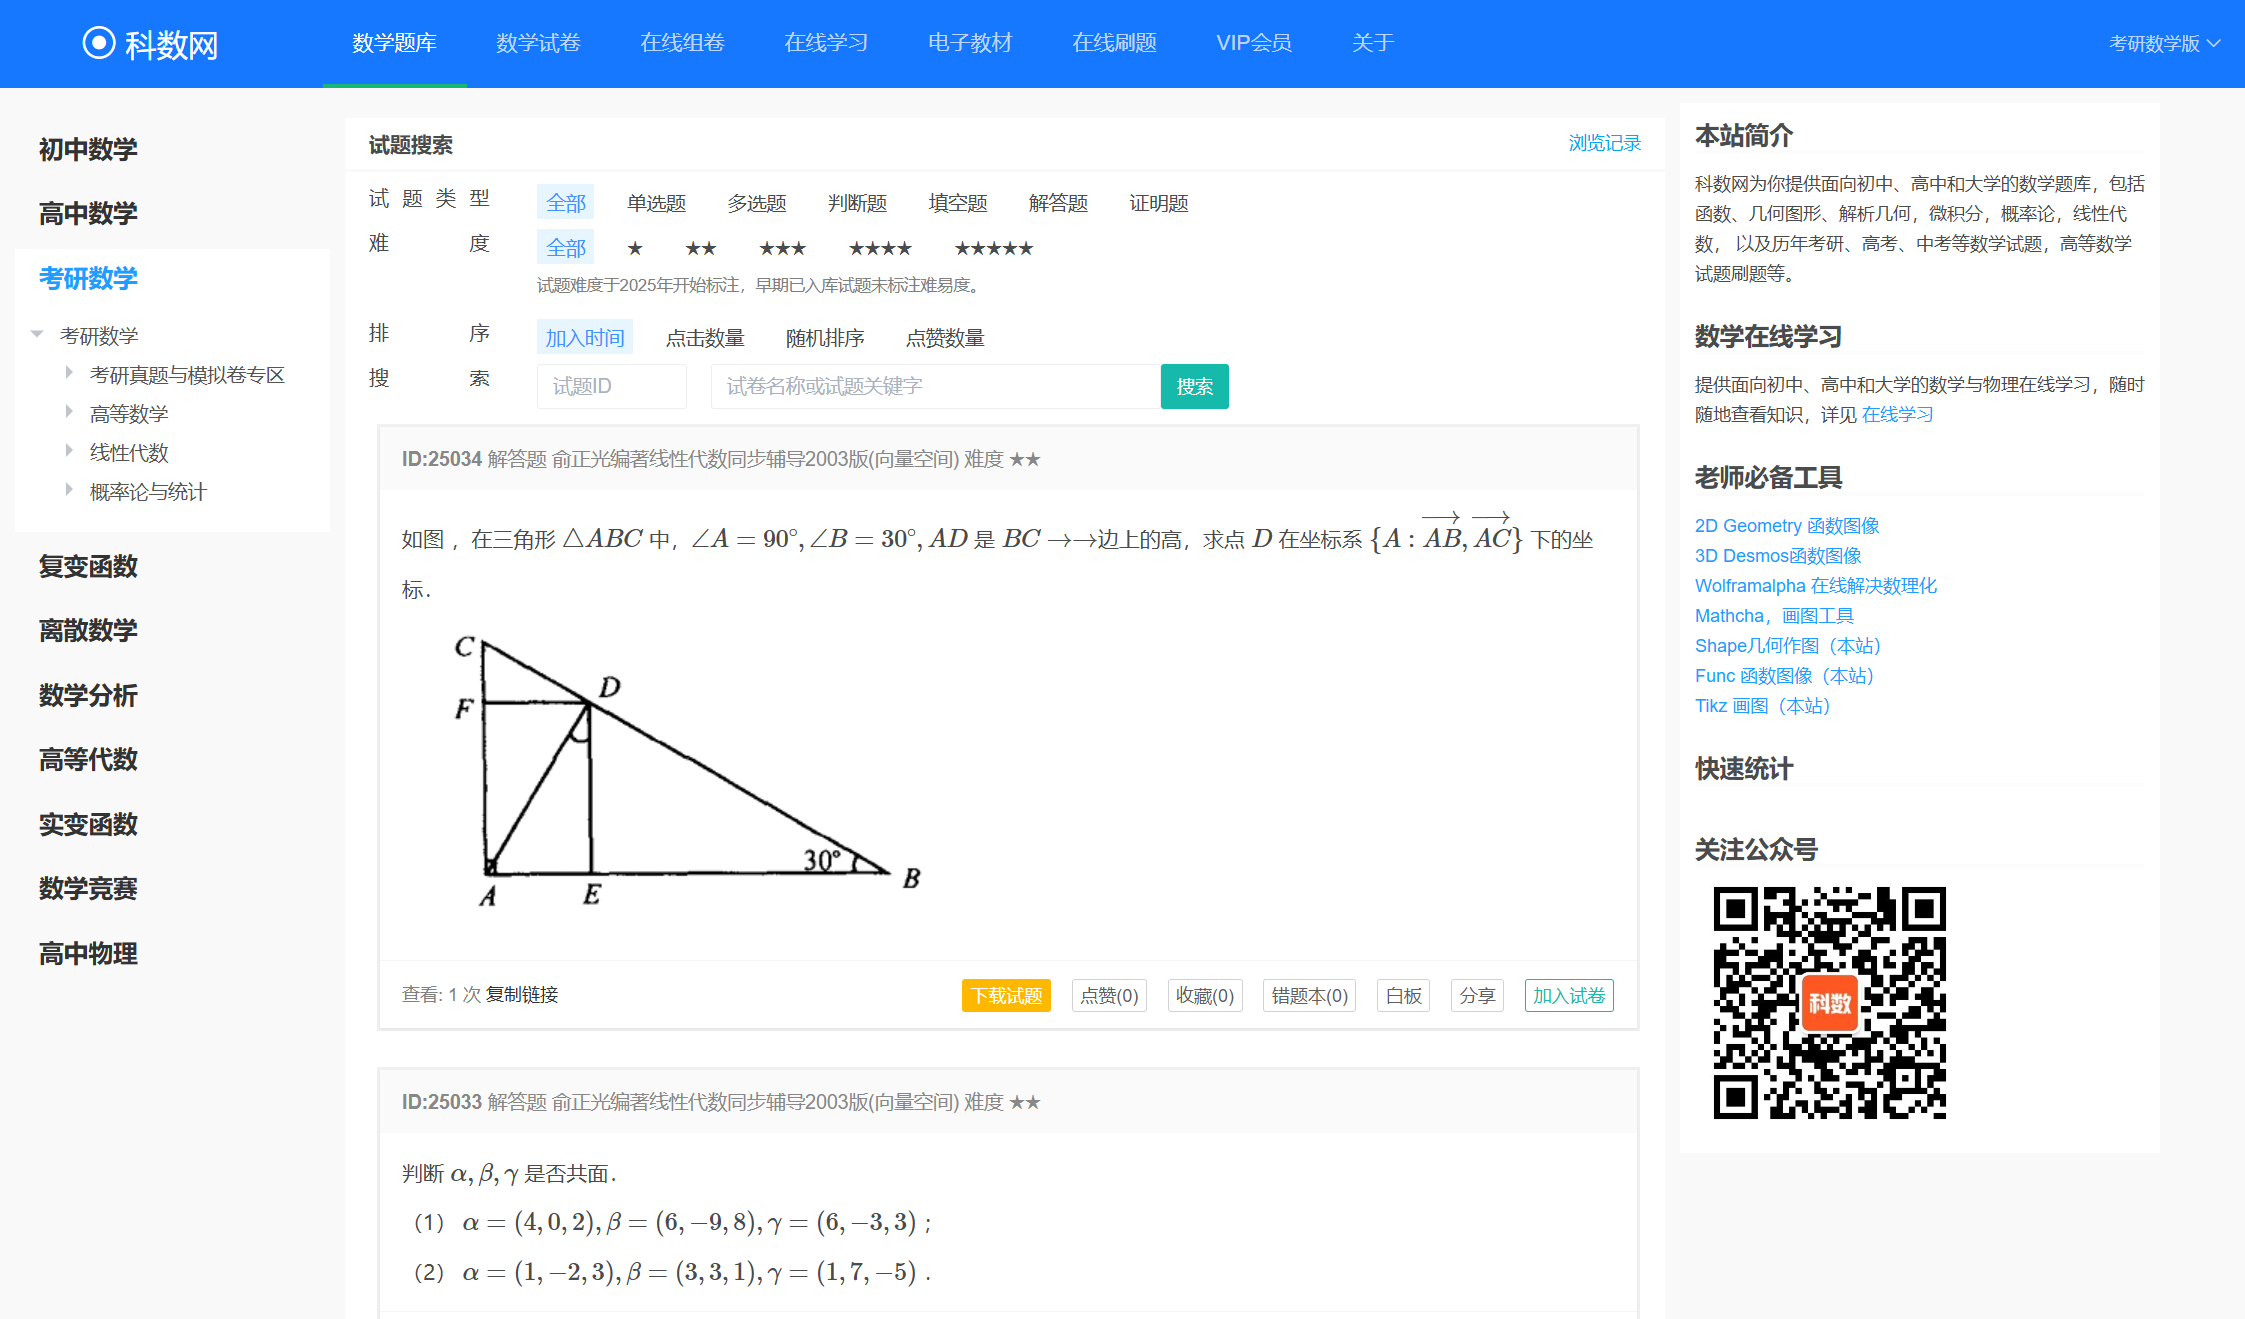 科数网
数学题库 数学试卷 在线组卷 在线学习 电子教材 在线刷题 VIP会员 关于
考研数学版
初中数学
高中数学
考研数学
考研数学
考研真题与模拟卷专区
高等数学
线性代数
概率论与统计
复变函数
离散数学
数学分析
高等代数
实变函数
数学竞赛
高中物理
试题搜索 浏览记录
试题类型 全部 单选题 多选题 判断题 填空题 解答题 证明题
难度 全部 ★ ★★ ★★★ ★★★★ ★★★★★
试题难度于2025年开始标注，早期已入库试题未标注难易度。
排序 加入时间 点击数量 随机排序 点赞数量
搜索 试题ID 试卷名称或试题关键字 搜索
ID:25034 解答题 俞正光编著线性代数同步辅导2003版(向量空间) 难度 ★★
如图，在三角形 △ABC 中，∠A = 90°, ∠B = 30°, AD 是 BC →→边上的高，求点 D 在坐标系 {A : \overrightarrow{AB}, \overrightarrow{AC}} 下的坐
标．
C
D
F
30°
B
A
E
查看: 1 次 复制链接 下载试题 点赞(0) 收藏(0) 错题本(0) 白板 分享 加入试卷
ID:25033 解答题 俞正光编著线性代数同步辅导2003版(向量空间) 难度 ★★
判断 α, β, γ 是否共面．
（1） α = (4, 0, 2), β = (6, −9, 8), γ = (6, −3, 3)；
（2） α = (1, −2, 3), β = (3, 3, 1), γ = (1, 7, −5)．
本站简介
科数网为你提供面向初中、高中和大学的数学题库，包括
函数、几何图形、解析几何，微积分，概率论，线性代
数， 以及历年考研、高考、中考等数学试题，高等数学
试题刷题等。
数学在线学习
提供面向初中、高中和大学的数学与物理在线学习，随时
随地查看知识，详见 在线学习
老师必备工具
2D Geometry 函数图像
3D Desmos函数图像
Wolframalpha 在线解决数理化
Mathcha，画图工具
Shape几何作图（本站）
Func 函数图像（本站）
Tikz 画图（本站）
快速统计
关注公众号
科数